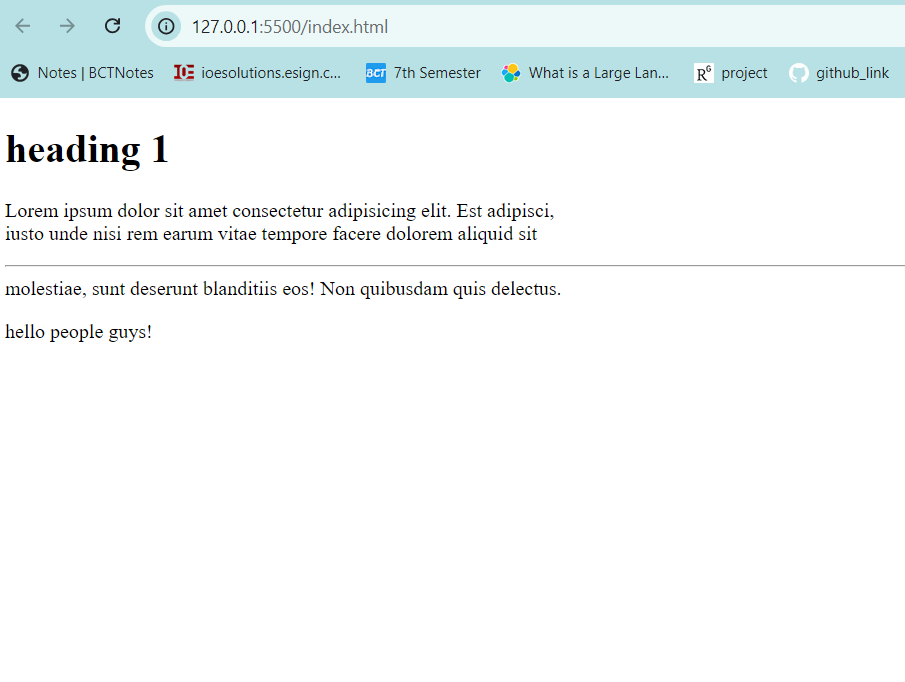 127.0.0.1:5500/index.html
Notes | BCTNotes ioesolutions.esign.c... BCT 7th Semester What is a Large Lan... RG project github_link
heading 1
Lorem ipsum dolor sit amet consectetur adipisicing elit. Est adipisci,
iusto unde nisi rem earum vitae tempore facere dolorem aliquid sit
molestiae, sunt deserunt blanditiis eos! Non quibusdam quis delectus.
hello people guys!